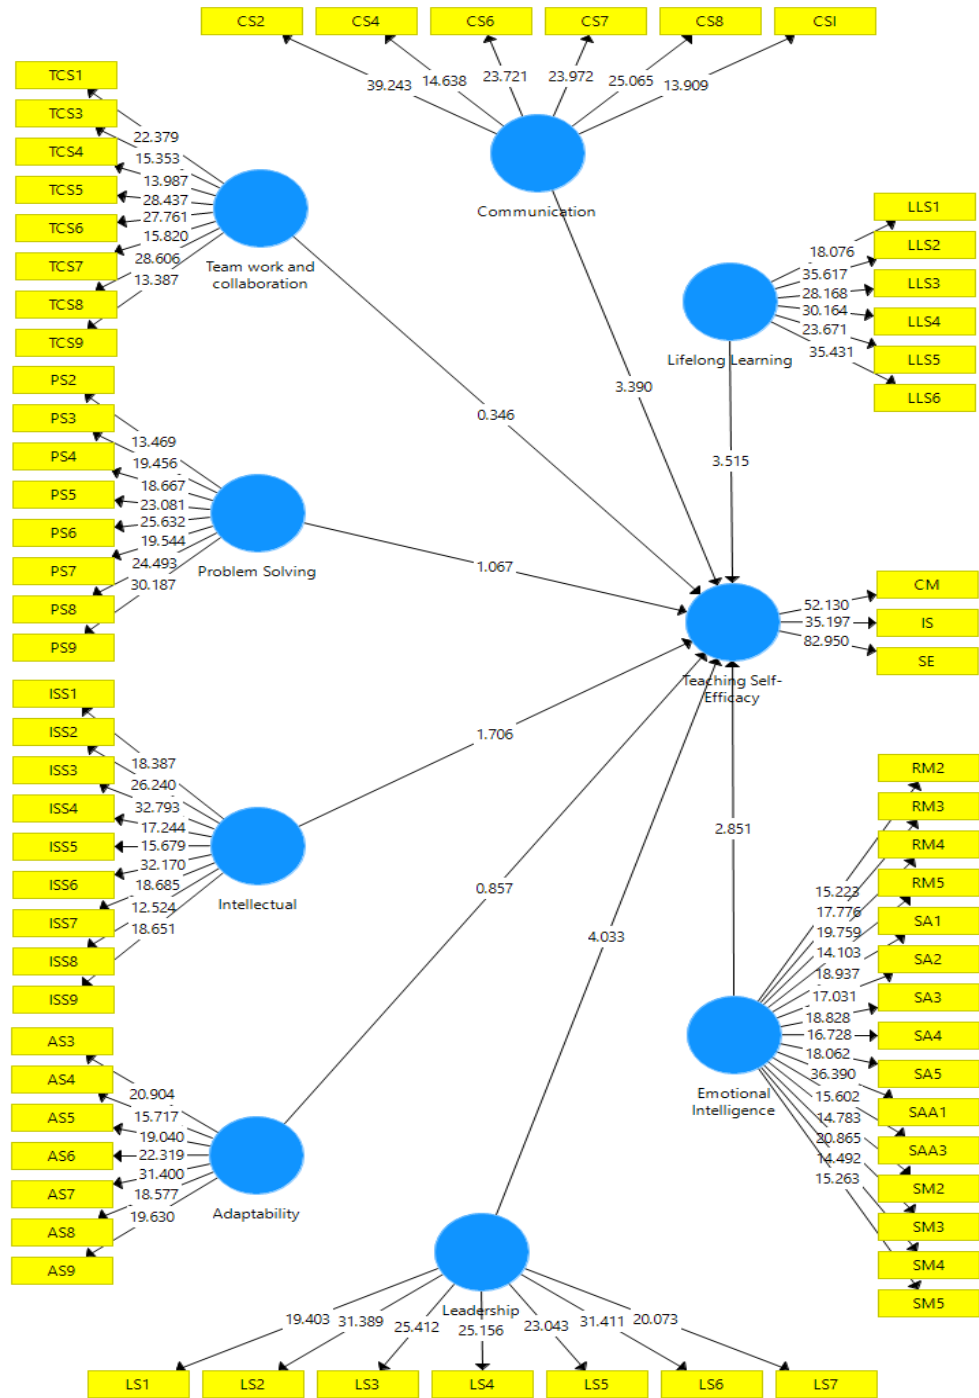 CS2
CS4
CS6
CS7
CS8
CSI
39.243
14.638
23.721
23.972
25.065
13.909
Communication
TCS1
TCS3
TCS4
TCS5
TCS6
TCS7
TCS8
TCS9
22.379
15.353
13.987
28.437
27.761
15.820
28.606
13.387
Team work and
collaboration
LLS1
LLS2
LLS3
LLS4
LLS5
LLS6
18.076
35.617
28.168
30.164
23.671
35.431
Lifelong Learning
3.390
0.346
3.515
PS2
PS3
PS4
PS5
PS6
PS7
PS8
PS9
13.469
19.456
18.667
23.081
25.632
19.544
24.493
30.187
Problem Solving
1.067
CM
IS
SE
52.130
35.197
82.950
Teaching Self-
Efficacy
ISS1
ISS2
ISS3
ISS4
ISS5
ISS6
ISS7
ISS8
ISS9
18.387
26.240
32.793
17.244
15.679
32.170
18.685
12.524
18.651
Intellectual
1.706
0.857
4.033
2.851
RM2
RM3
RM4
RM5
SA1
SA2
SA3
SA4
SA5
SAA1
SAA3
SM2
SM3
SM4
SM5
15.223
17.776
19.759
14.103
18.937
17.031
18.828
16.728
18.062
36.390
15.602
14.783
20.865
14.492
15.263
Emotional
Intelligence
AS3
AS4
AS5
AS6
AS7
AS8
AS9
20.904
15.717
19.040
22.319
31.400
18.577
19.630
Adaptability
Leadership
19.403
31.389
25.412
25.156
23.043
31.411
20.073
LS1
LS2
LS3
LS4
LS5
LS6
LS7